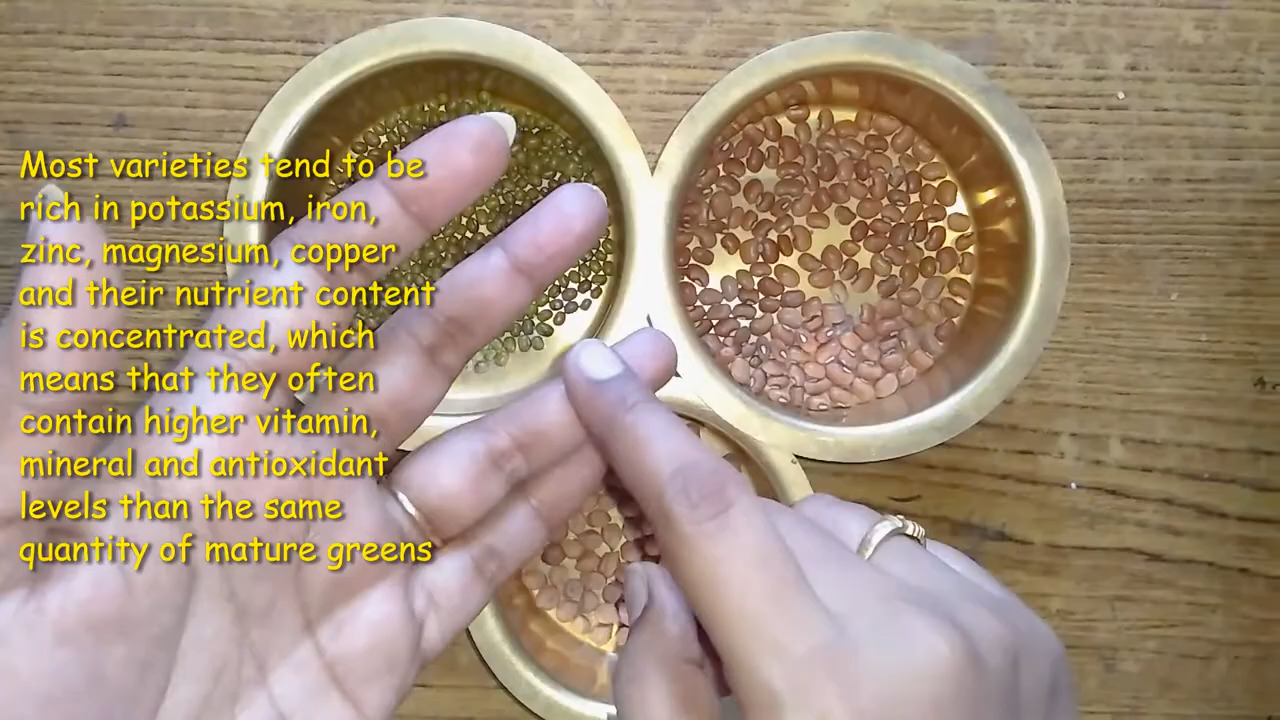 Most varieties tend to be
rich in potassium, iron,
zinc, magnesium, copper
and their nutrient content
is concentrated, which
means that they often
contain higher vitamin,
mineral and antioxidant
levels than the same
quantity of mature greens